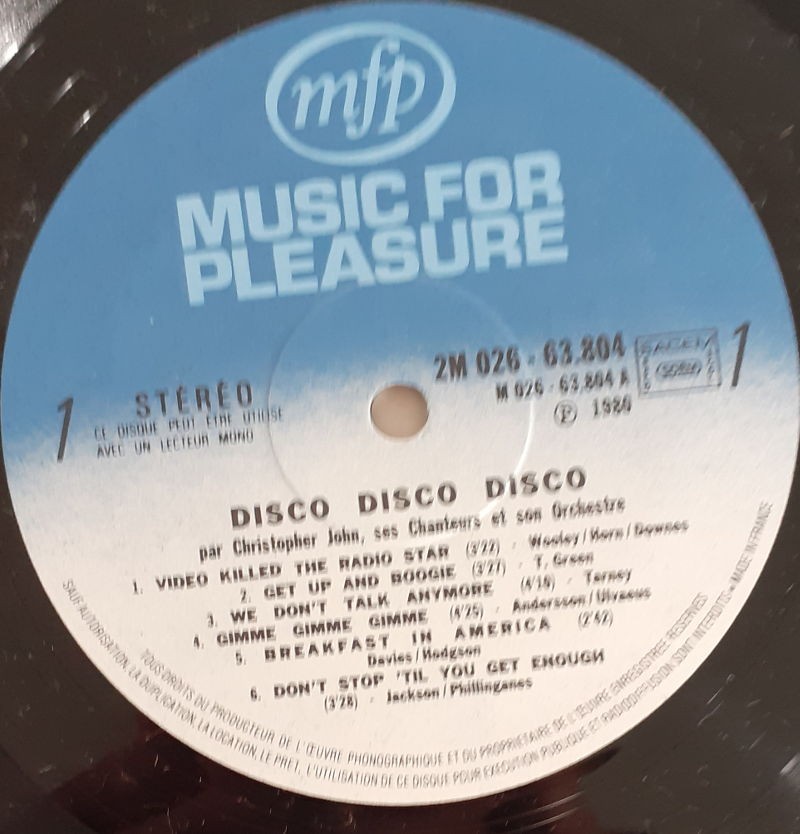 mfp
MUSIC FOR
PLEASURE
2M 026 - 63.804
M 026 - 63.804 A
SACEM
℗ 1980
1
1
STÉRÉO
CE DISQUE PEUT ÊTRE UTILISÉ
AVEC UN LECTEUR MONO
DISCO DISCO DISCO
par Christopher John, ses Chanteurs et son Orchestre
1. VIDEO KILLED THE RADIO STAR (3'22) - Wooley/Horn/Downes
2. GET UP AND BOOGIE (3'27) - T. Green
3. WE DON'T TALK ANYMORE (4'18) - Tarney
4. GIMME GIMME GIMME (4'25) - Andersson/Ulvaeus
5. BREAKFAST IN AMERICA (2'42)
Davies/Hodgson
6. DON'T STOP 'TIL YOU GET ENOUGH
(3'28) - Jackson/Phillinganes
TOUS DROITS DU PRODUCTEUR DE L'ŒUVRE PHONOGRAPHIQUE ET DU PROPRIETAIRE DE L'ŒUVRE ENREGISTREE RESERVES
SAUF AUTORISATION, LA DUPLICATION, LA LOCATION, LE PRET, L'UTILISATION DE CE DISQUE POUR EXECUTION PUBLIQUE ET RADIODIFFUSION SONT INTERDITS - MADE IN FRANCE